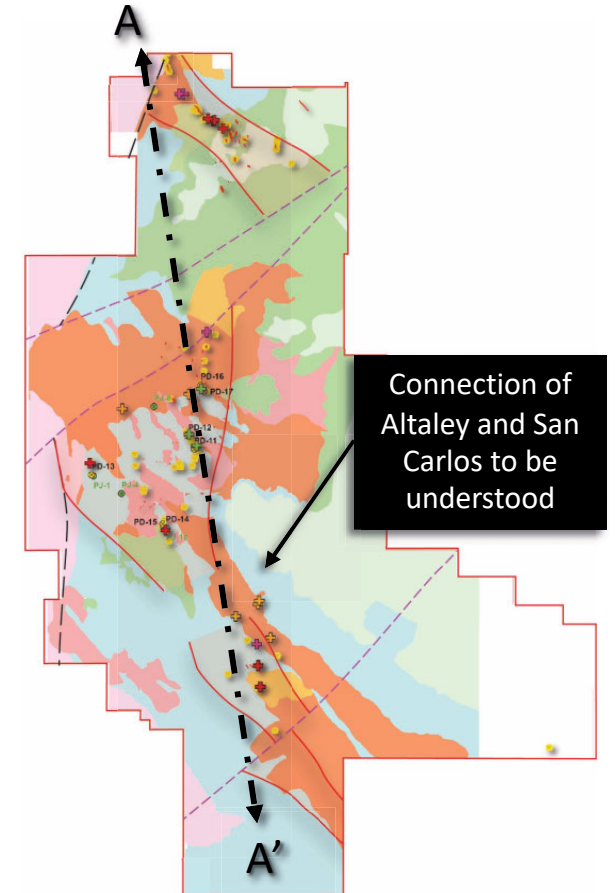 A
PD-16
PD-17
Connection of
Altaley and San
Carlos to be
understood
PD-12
PD-11
PD-13
PJ-1
PD-15
PD-14
A'